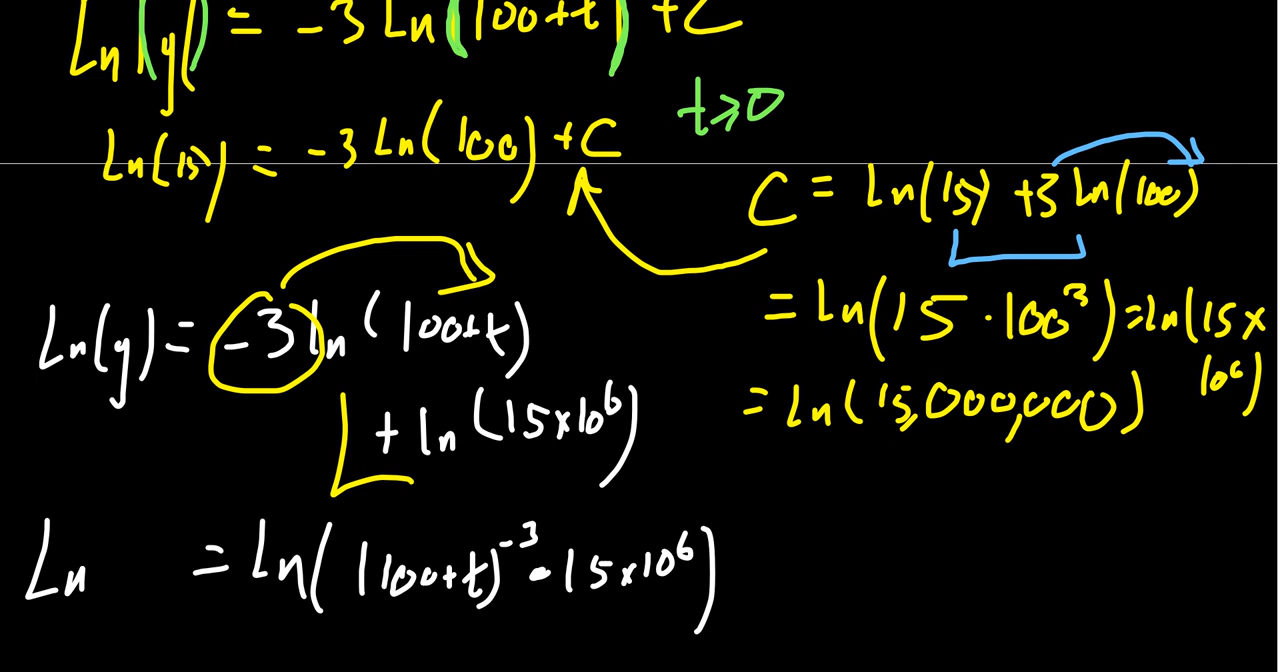 Ln|y| = -3 Ln(100+t) + C
t ≥ 0
Ln(15) = -3 Ln(100) + C
C = Ln(15) + 3 Ln(100)
= ln(15 · 100³) = ln(15 x 10⁶)
= ln(15,000,000)
Ln(y) = -3 ln(100+t)
+ ln(15x10⁶)
Ln = Ln((100+t)⁻³ · 15x10⁶)